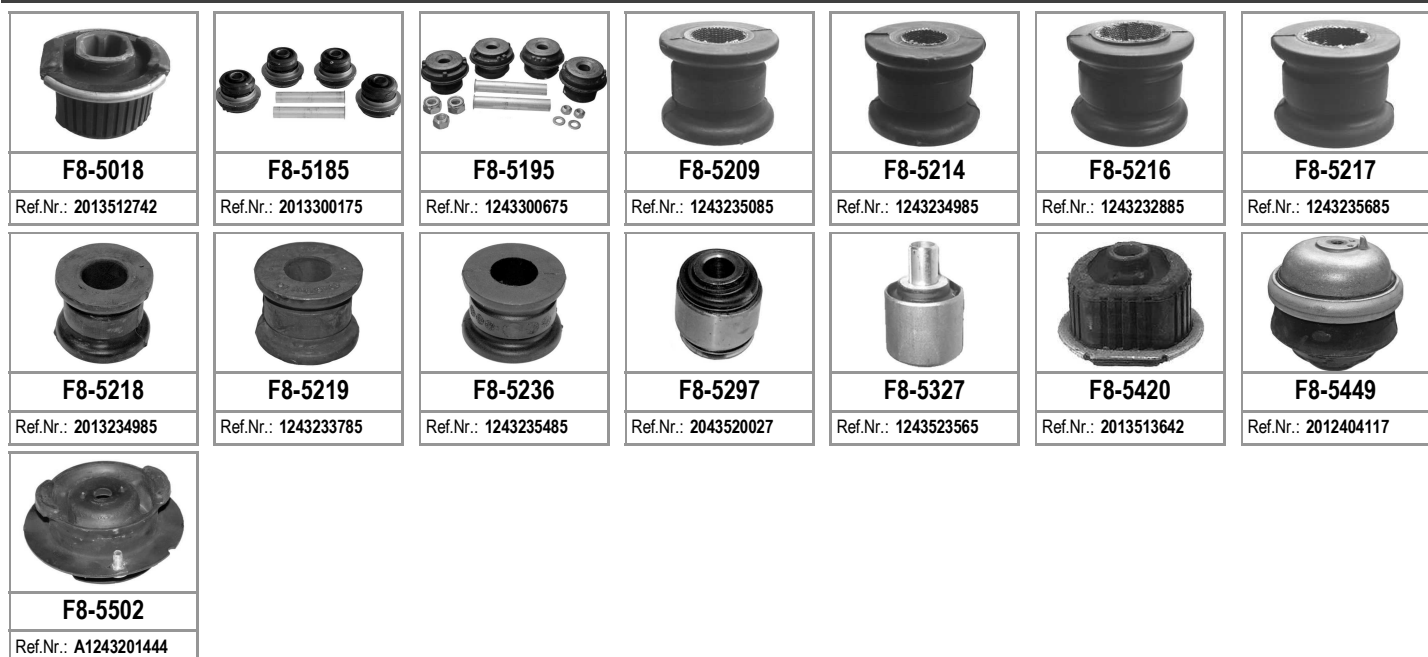 F8-5018
Ref.Nr.: 2013512742
F8-5185
Ref.Nr.: 2013300175
F8-5195
Ref.Nr.: 1243300675
F8-5209
Ref.Nr.: 1243235085
F8-5214
Ref.Nr.: 1243234985
F8-5216
Ref.Nr.: 1243232885
F8-5217
Ref.Nr.: 1243235685
F8-5218
Ref.Nr.: 2013234985
F8-5219
Ref.Nr.: 1243233785
F8-5236
Ref.Nr.: 1243235485
F8-5297
Ref.Nr.: 2043520027
F8-5327
Ref.Nr.: 1243523565
F8-5420
Ref.Nr.: 2013513642
F8-5449
Ref.Nr.: 2012404117
F8-5502
Ref.Nr.: A1243201444